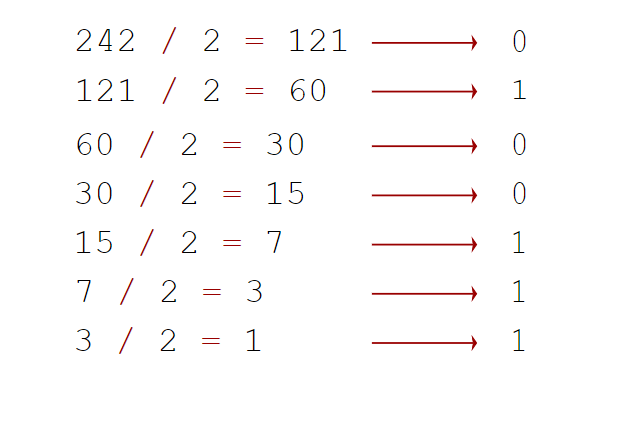 242 / 2 = 121 → 0
121 / 2 = 60 → 1
60 / 2 = 30 → 0
30 / 2 = 15 → 0
15 / 2 = 7 → 1
7 / 2 = 3 → 1
3 / 2 = 1 → 1